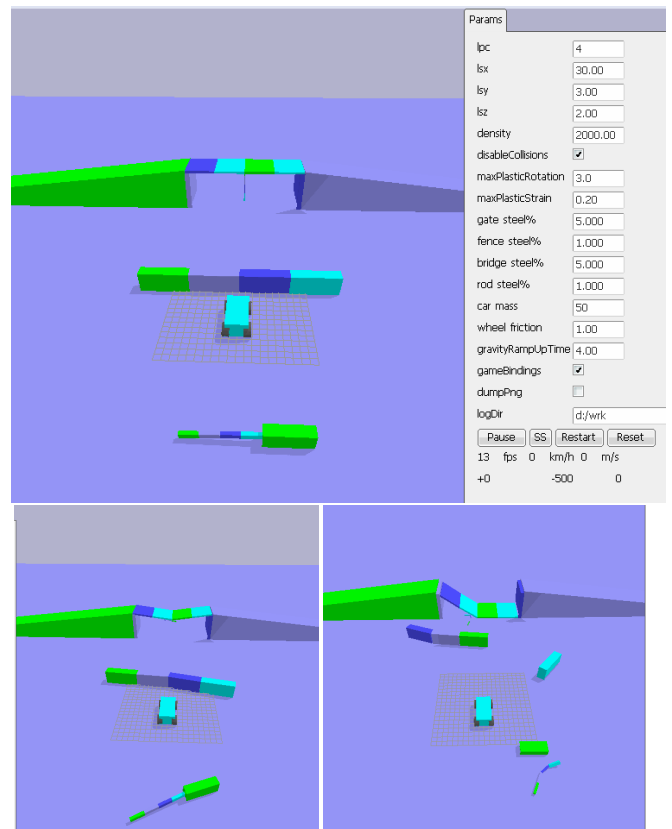 Params
lpc 4
lsx 30.00
lsy 3.00
lsz 2.00
density 2000.00
disableCollisions
maxPlasticRotation 3.0
maxPlasticStrain 0.20
gate steel% 5.000
fence steel% 1.000
bridge steel% 5.000
rod steel% 1.000
car mass 50
wheel friction 1.00
gravityRampUpTime 4.00
gameBindings
dumpPng
logDir d:/wrk
Pause SS Restart Reset
13 fps 0 km/h 0 m/s
+0 -500 0